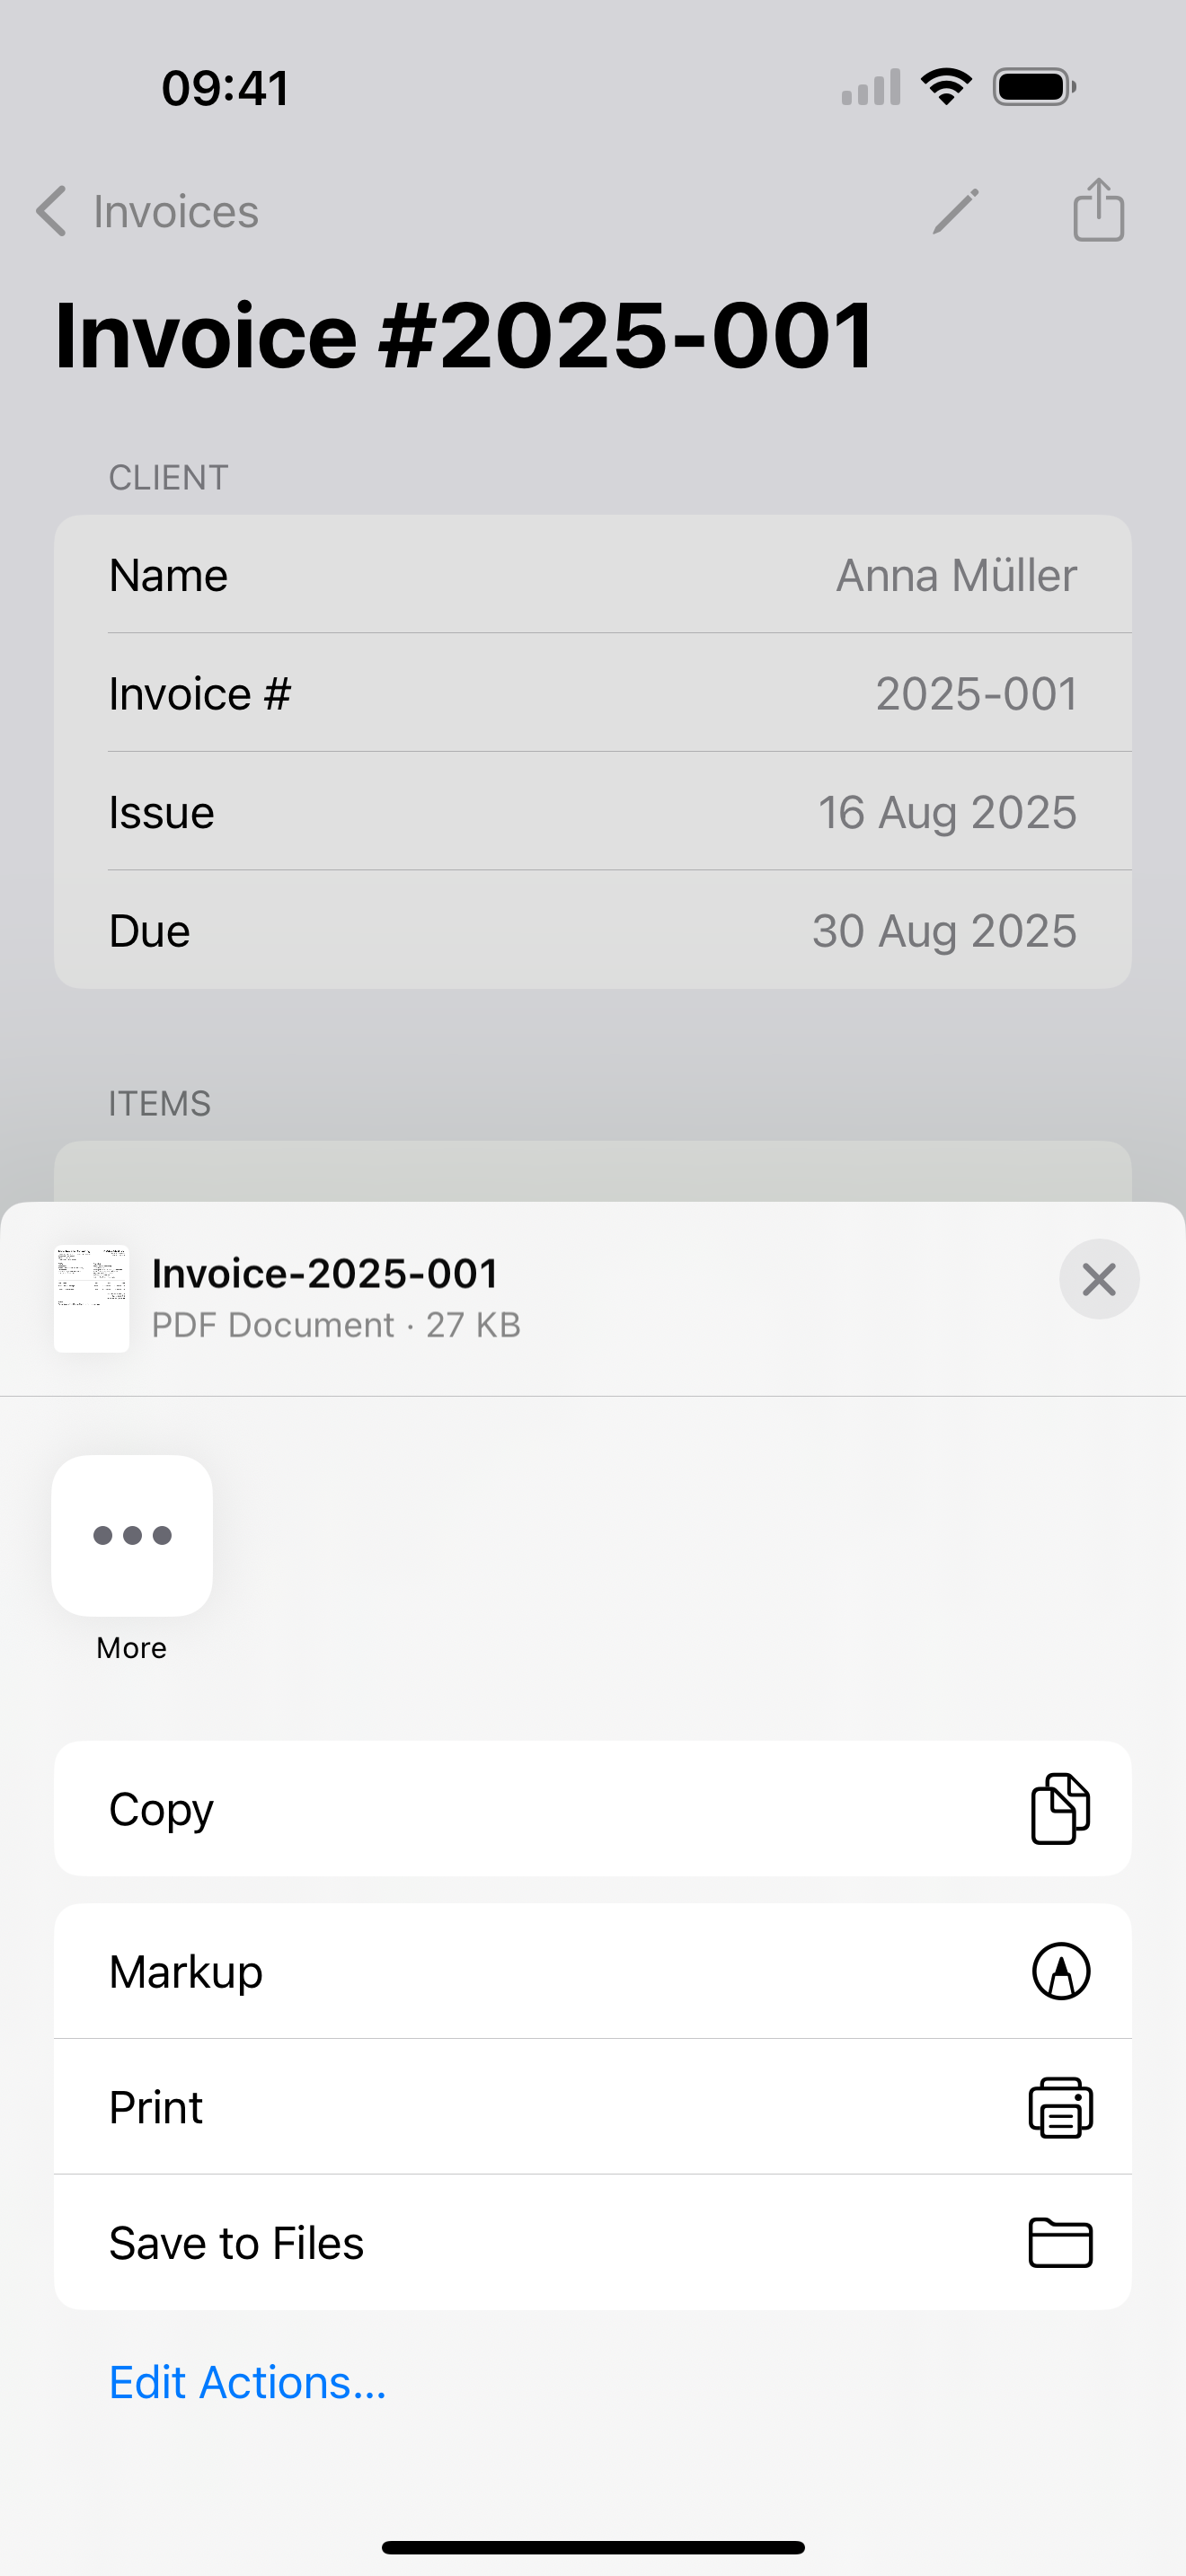 09:41
Invoices
Invoice #2025-001
CLIENT
Name Anna Müller
Invoice # 2025-001
Issue 16 Aug 2025
Due 30 Aug 2025
ITEMS
Invoice-2025-001
PDF Document · 27 KB
More
Copy
Markup
Print
Save to Files
Edit Actions...